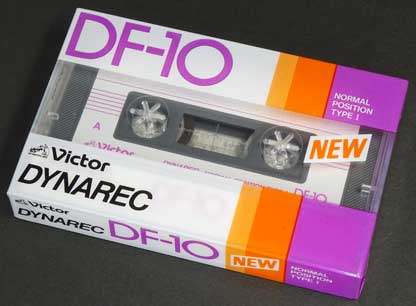 DF-10
NORMAL
POSITION
TYPE I
A
NEW
DF-10
Victor
DYNAREC
Victor
DYNAREC DF-10
NEW
NORMAL
POSITION
TYPE I